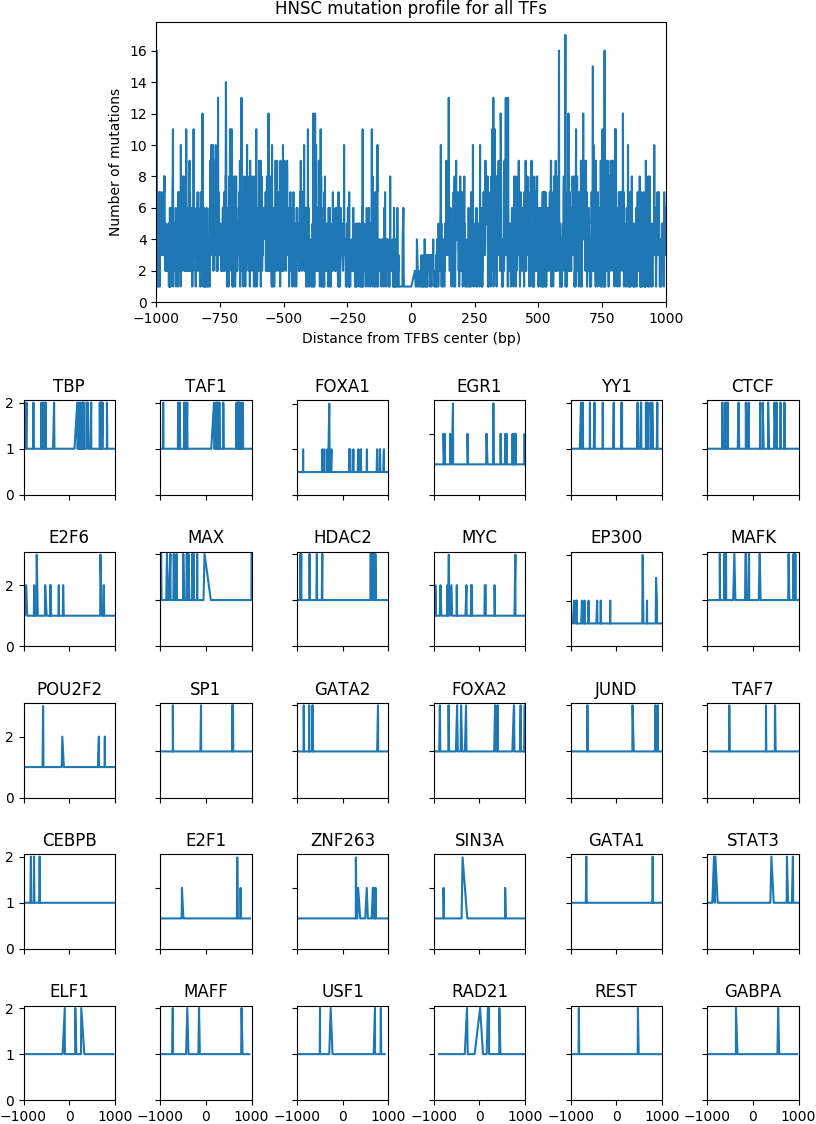 HNSC mutation profile for all TFs
Number of mutations
16
14
12
10
8
6
4
2
0
−1000 −750 −500 −250 0 250 500 750 1000
Distance from TFBS center (bp)
TBP TAF1 FOXA1 EGR1 YY1 CTCF
2
1
0
E2F6 MAX HDAC2 MYC EP300 MAFK
2
0
POU2F2 SP1 GATA2 FOXA2 JUND TAF7
2
0
CEBPB E2F1 ZNF263 SIN3A GATA1 STAT3
2
1
0
ELF1 MAFF USF1 RAD21 REST GABPA
2
1
0
−1000 0 1000 −1000 0 1000 −1000 0 1000 −1000 0 1000 −1000 0 1000 −1000 0 1000